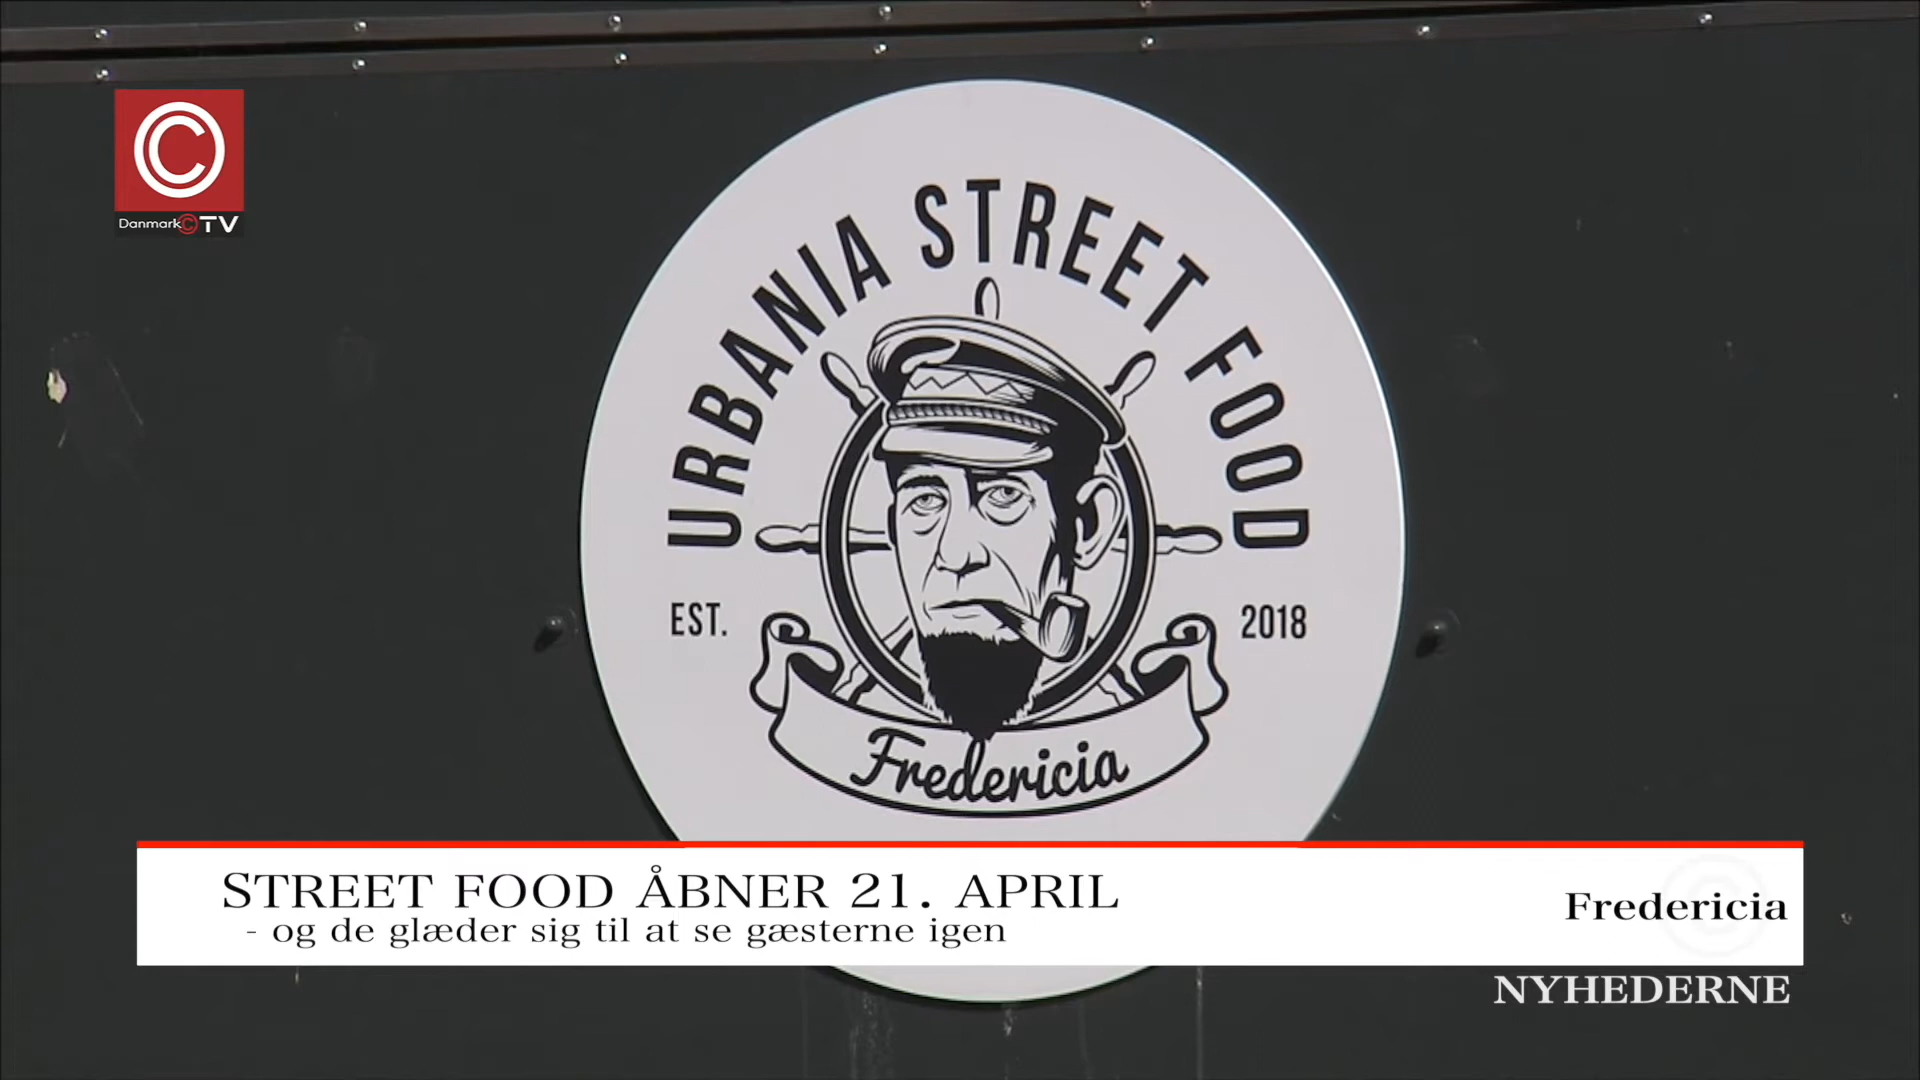 Danmark C TV
URBANIA STREET FOOD
EST. 2018
Fredericia
STREET FOOD ÅBNER 21. APRIL
- og de glæder sig til at se gæsterne igen
Fredericia
NYHEDERNE